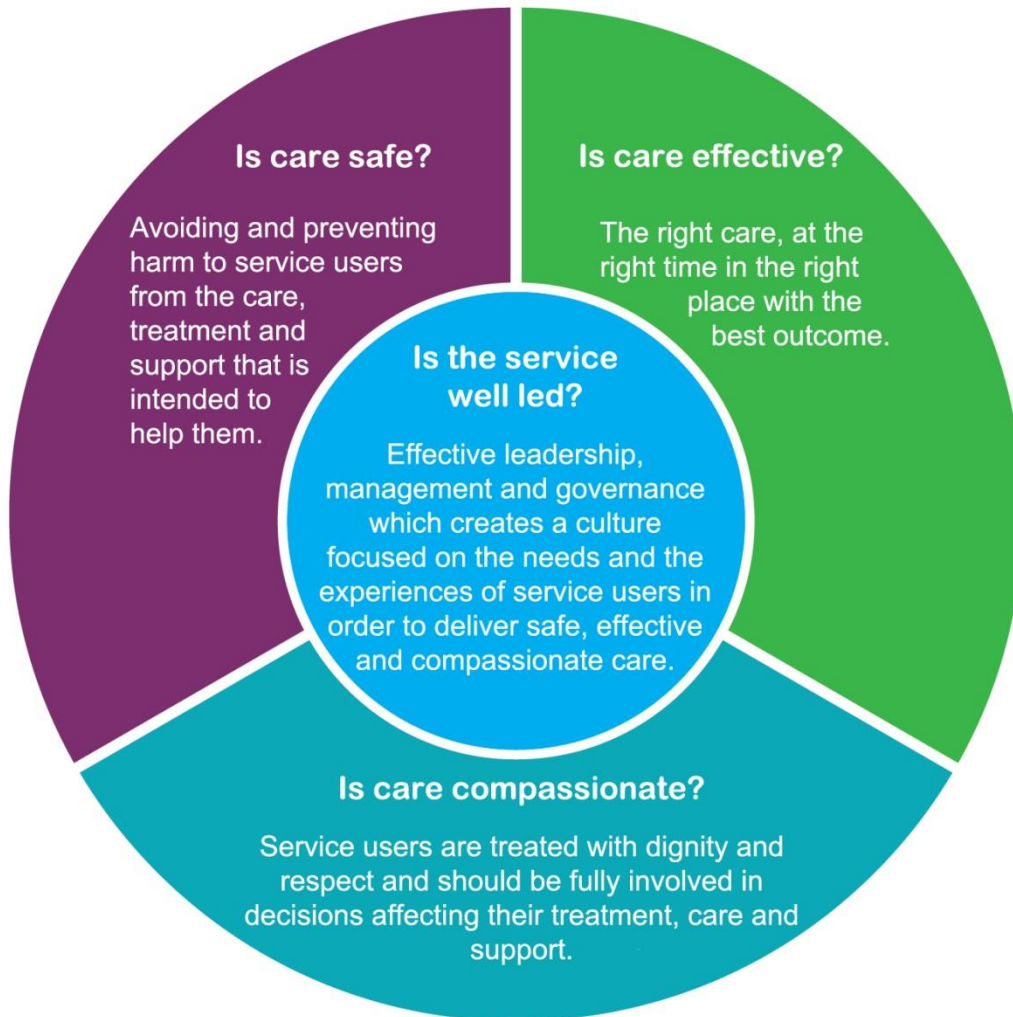 Is care safe?
Avoiding and preventing
harm to service users
from the care,
treatment and
support that is
intended to
help them.
Is care effective?
The right care, at the
right time in the right
place with the
best outcome.
Is the service
well led?
Effective leadership,
management and governance
which creates a culture
focused on the needs and the
experiences of service users in
order to deliver safe, effective
and compassionate care.
Is care compassionate?
Service users are treated with dignity and
respect and should be fully involved in
decisions affecting their treatment, care and
support.